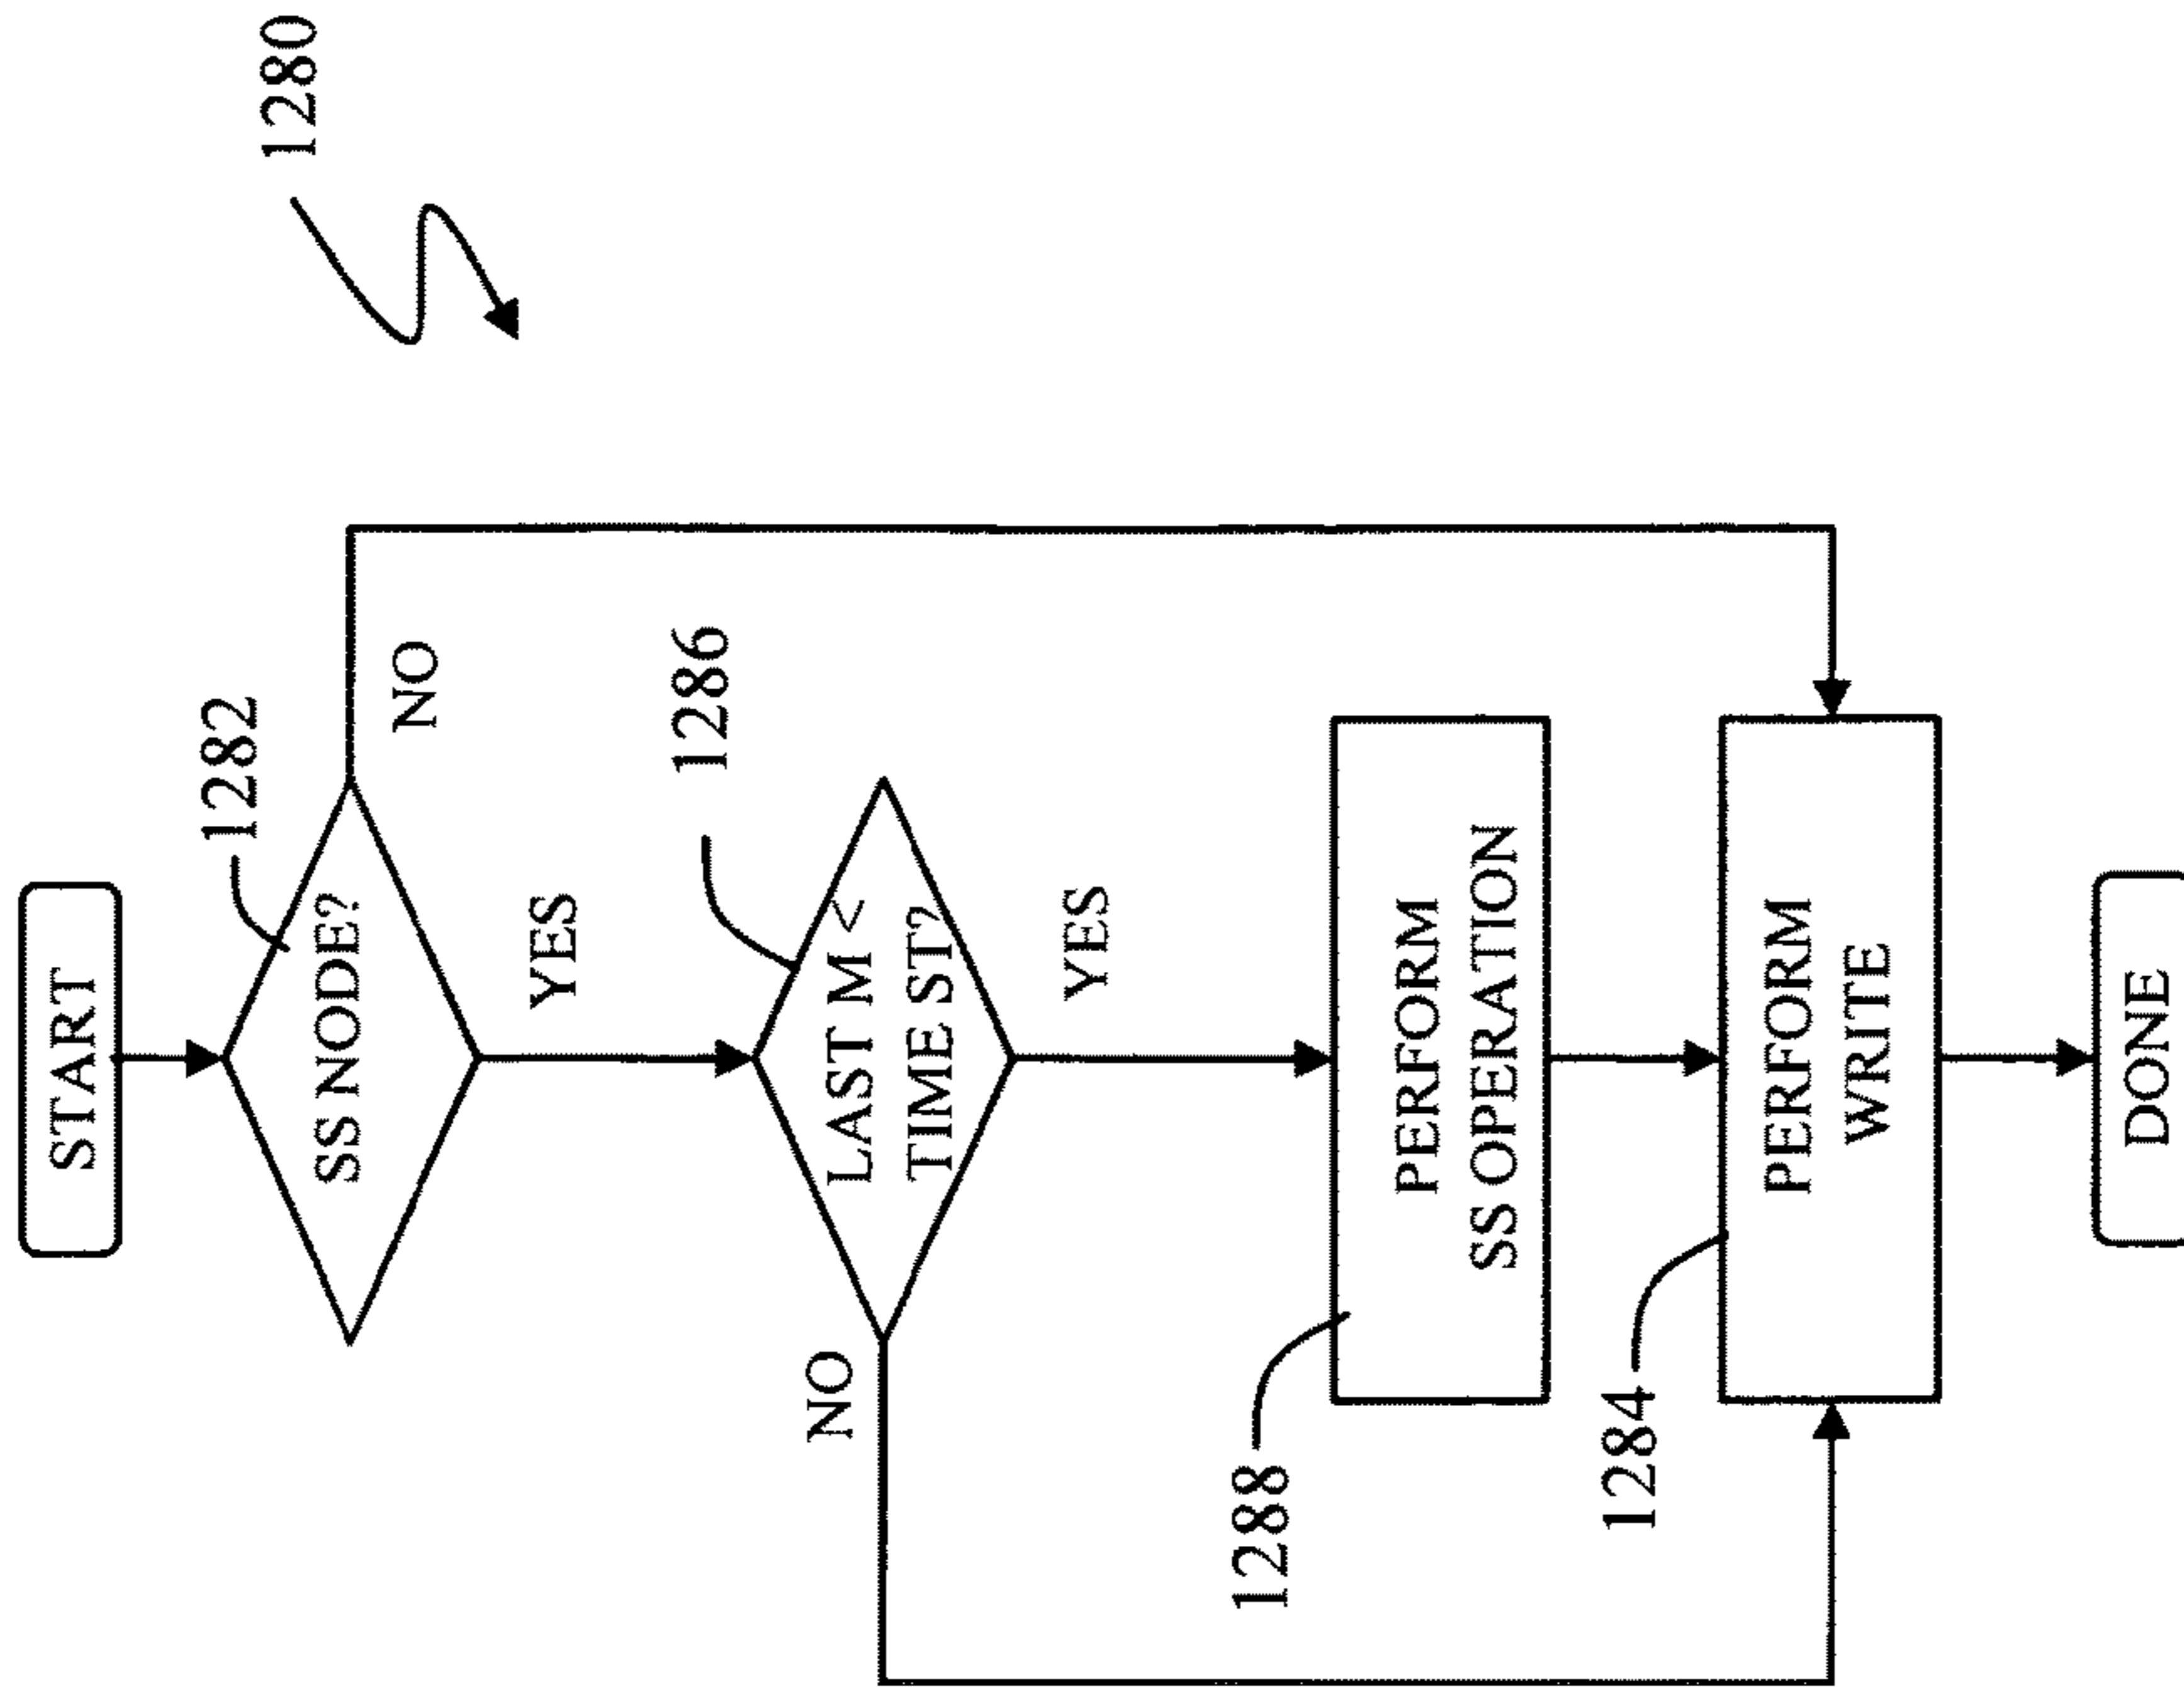 1280
START
1282
SS NODE?
NO
YES
1286
LAST M <
TIME ST?
NO
YES
1288
PERFORM
SS OPERATION
1284
PERFORM
WRITE
DONE